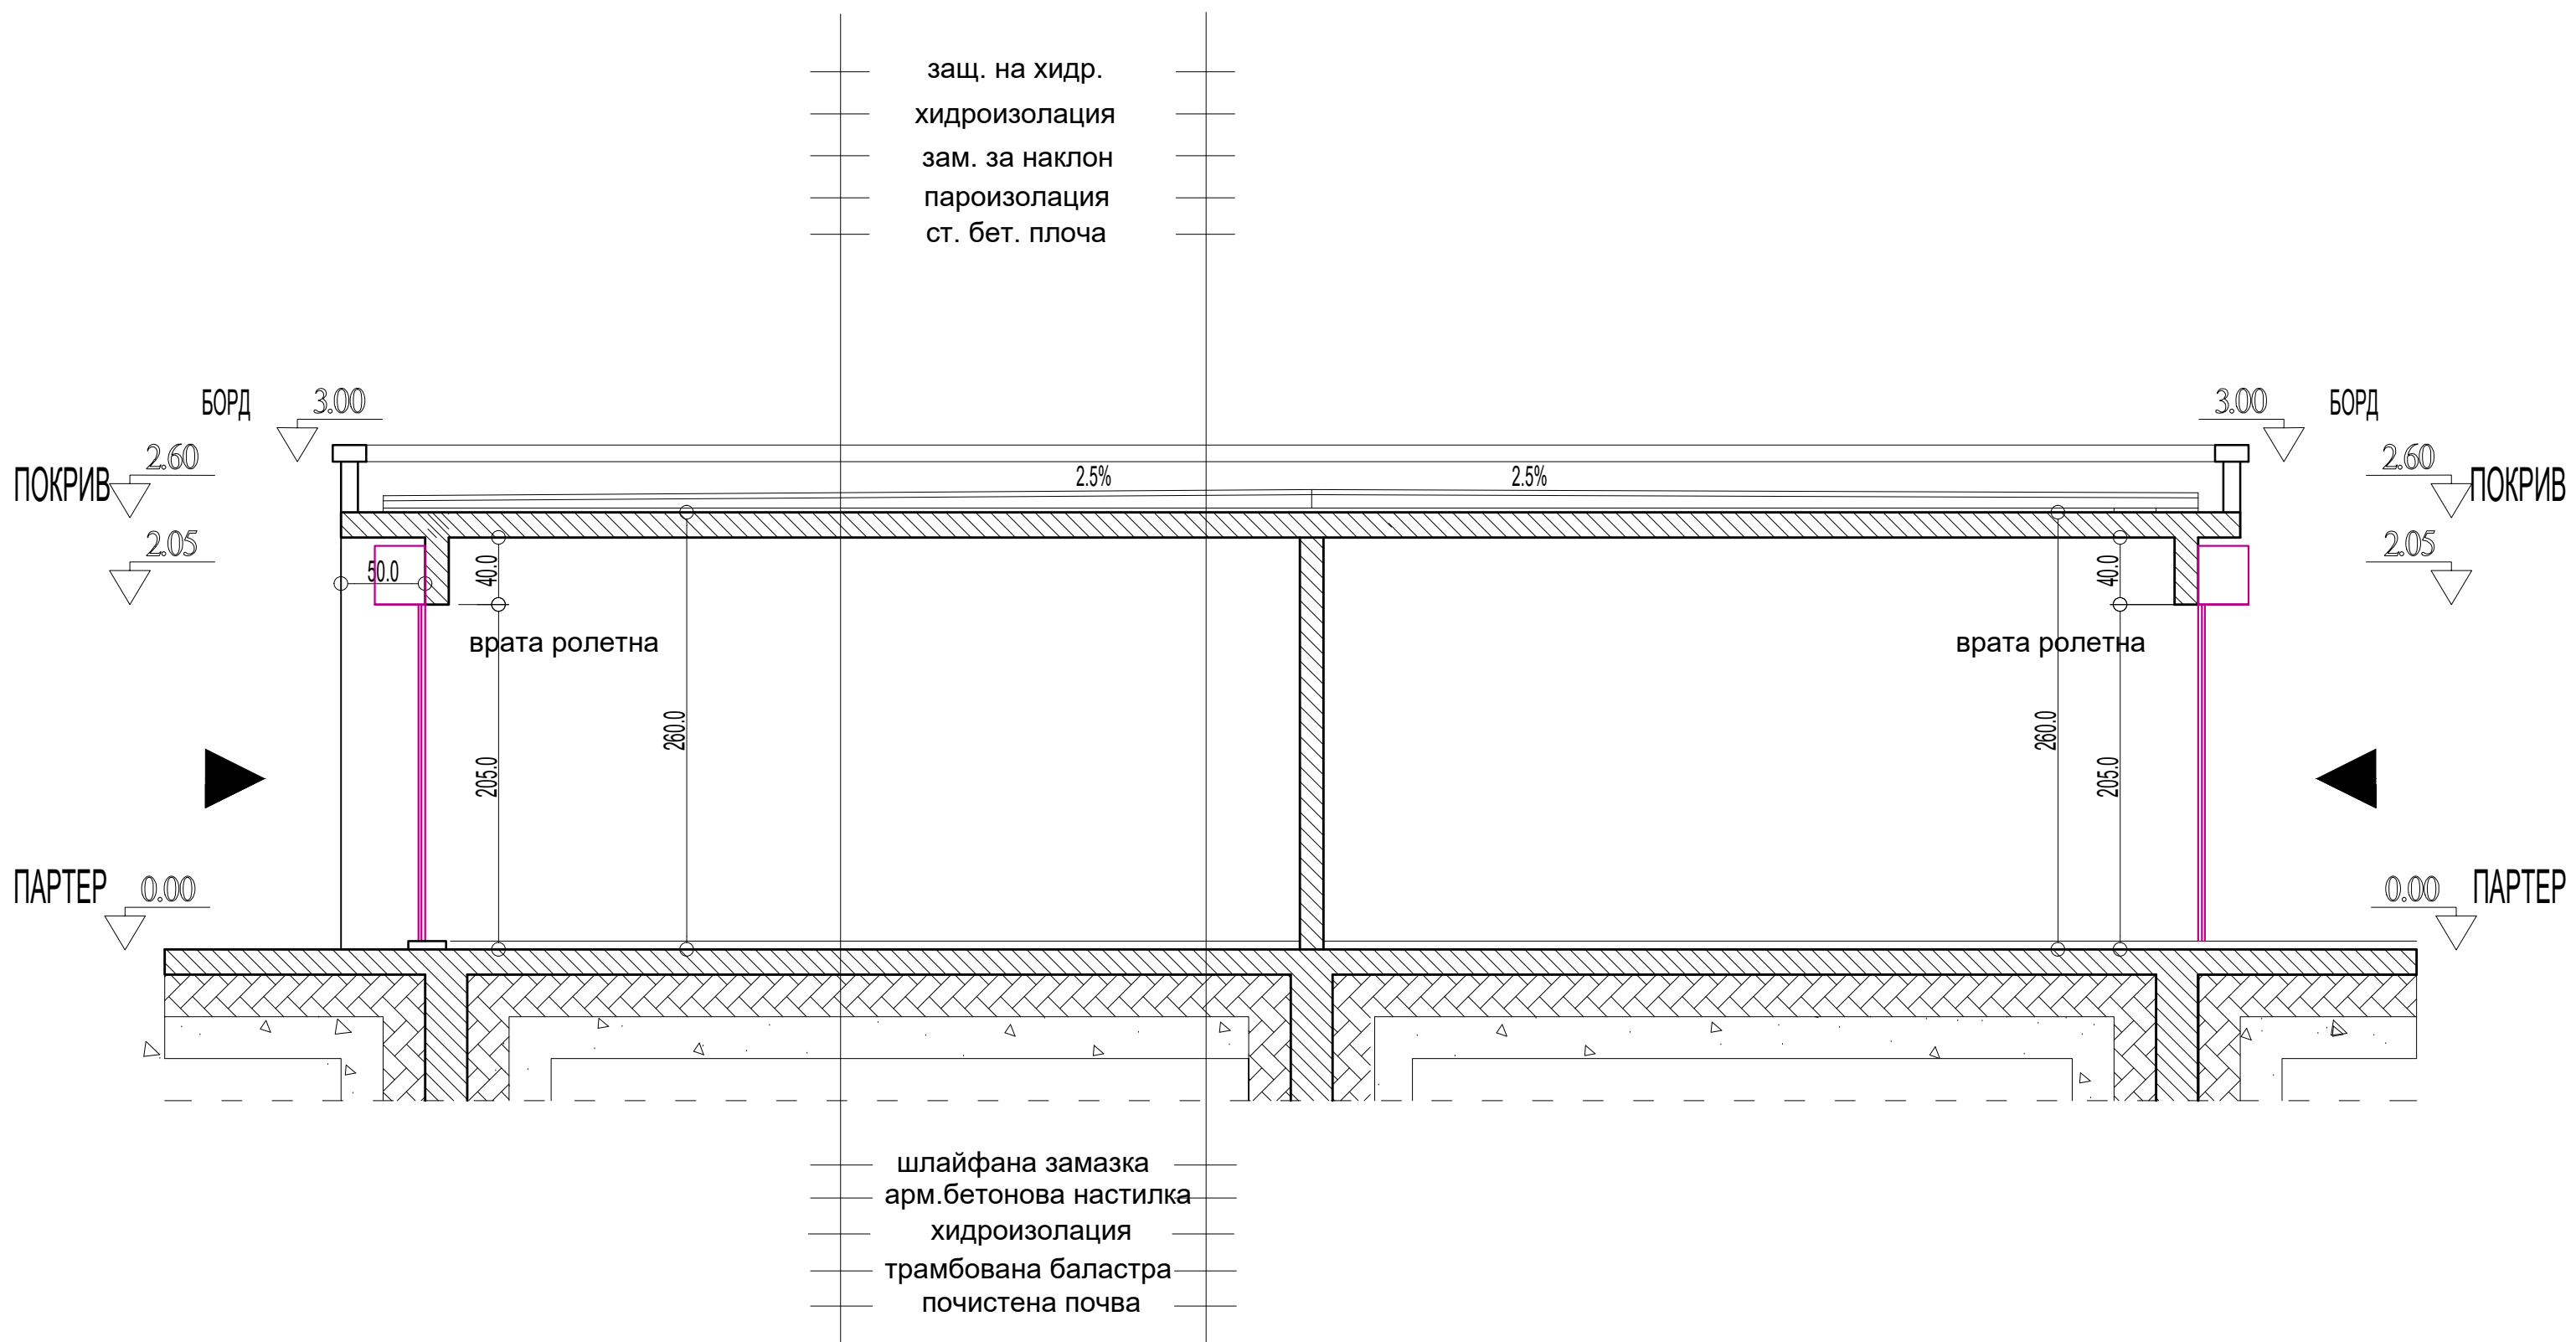 защ. на хидр.
хидроизолация
зам. за наклон
пароизолация
ст. бет. плоча
БОРД 3.00
3.00 БОРД
ПОКРИВ 2.60
2.5% 2.5%
2.60 ПОКРИВ
2.05
50.0
40.0
40.0
2.05
врата ролетна
врата ролетна
260.0
205.0
260.0
205.0
ПАРТЕР 0.00
0.00 ПАРТЕР
шлайфана замазка
арм.бетонова настилка
хидроизолация
трамбована баластра
почистена почва